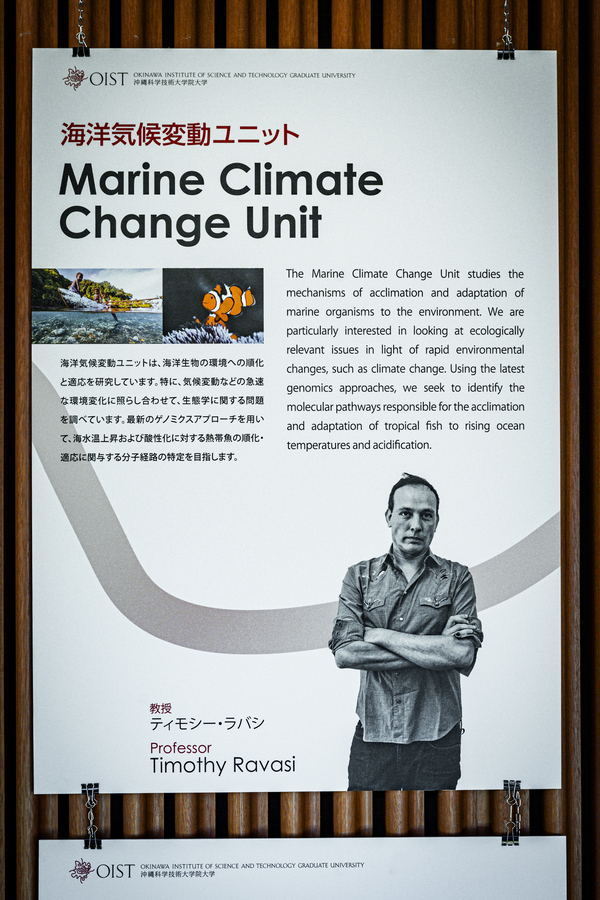 OIST OKINAWA INSTITUTE OF SCIENCE AND TECHNOLOGY GRADUATE UNIVERSITY
沖縄科学技術大学院大学
海洋気候変動ユニット
Marine Climate
Change Unit
The Marine Climate Change Unit studies the
mechanisms of acclimation and adaptation of
marine organisms to the environment. We are
particularly interested in looking at ecologically
relevant issues in light of rapid environmental
changes, such as climate change. Using the latest
genomics approaches, we seek to identify the
molecular pathways responsible for the acclimation
and adaptation of tropical fish to rising ocean
temperatures and acidification.
海洋気候変動ユニットは、海洋生物の環境への順化
と適応を研究しています。特に、気候変動などの急速
な環境変化に照らし合わせて、生態学に関する問題
を調べています。最新のゲノミクスアプローチを用い
て、海水温上昇および酸性化に対する熱帯魚の順化・
適応に関与する分子経路の特定を目指します。
教授
ティモシー・ラバシ
Professor
Timothy Ravasi
OIST OKINAWA INSTITUTE OF SCIENCE AND TECHNOLOGY GRADUATE UNIVERSITY
沖縄科学技術大学院大学